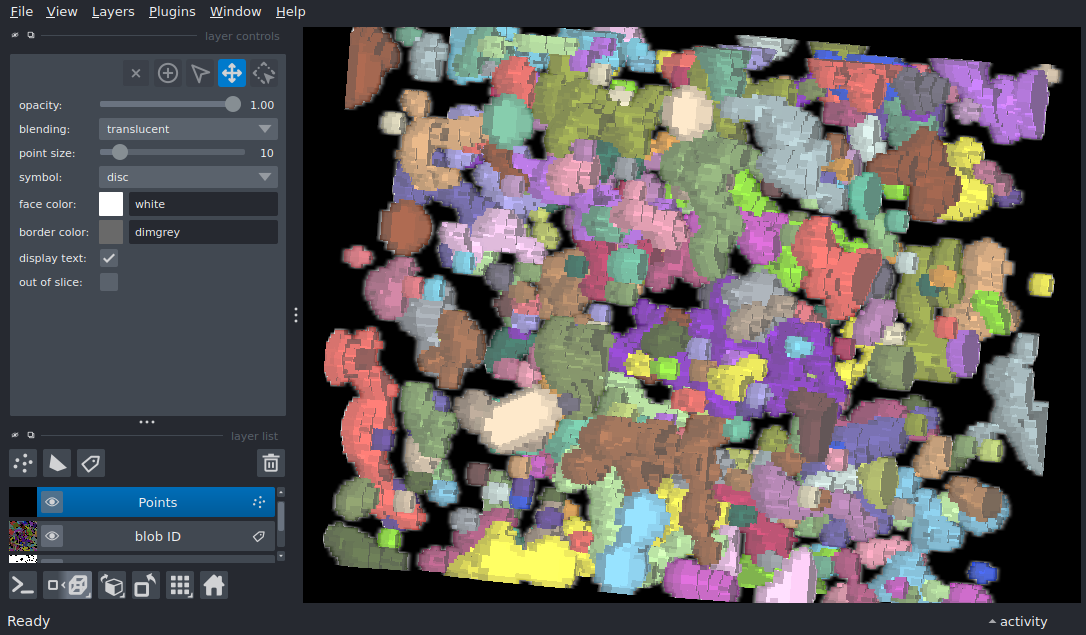 File View Layers Plugins Window Help
layer controls
opacity: 1.00
blending: translucent
point size: 10
symbol: disc
face color: white
border color: dimgrey
display text:
out of slice:
layer list
Points
blob ID
Ready activity